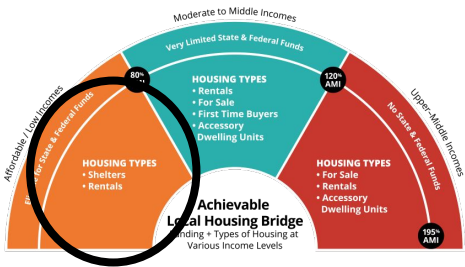 Moderate to Middle Incomes
Very Limited State & Federal Funds
Affordable / Low Incomes
for State & Federal Funds
80%
120%
AMI
Upper-Middle Incomes
No State & Federal Funds
HOUSING TYPES
• Rentals
• For Sale
• First Time Buyers
• Accessory
Dwelling Units
HOUSING TYPES
• Shelters
• Rentals
HOUSING TYPES
• For Sale
• Rentals
• Accessory
Dwelling Units
195%
AMI
Achievable
Local Housing Bridge
+ Types of Housing at
Various Income Levels